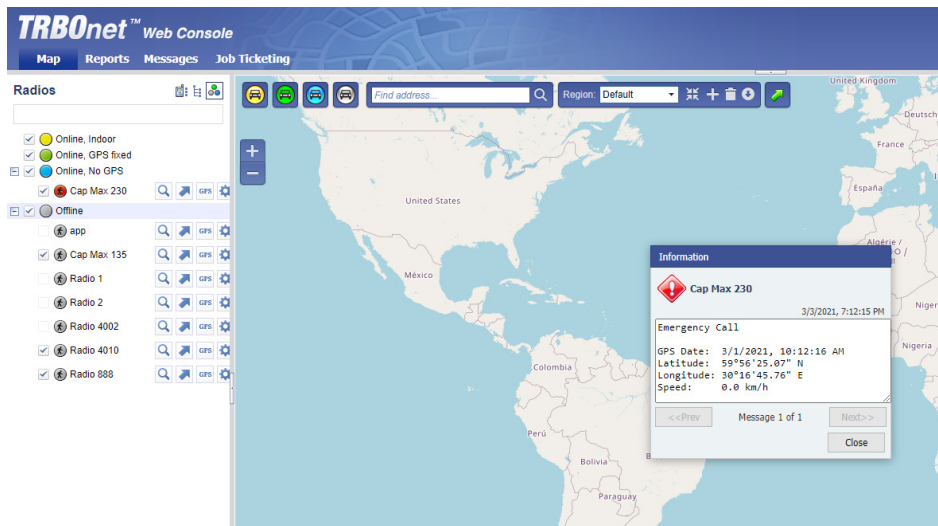 TRBOnet™ Web Console
Map Reports Messages Job Ticketing
Radios
Online, Indoor
Online, GPS fixed
Online, No GPS
Cap Max 230 GPS
Offline
app GPS
Cap Max 135 GPS
Radio 1 GPS
Radio 2 GPS
Radio 4002 GPS
Radio 4010 GPS
Radio 888 GPS
Find address...
Region: Default
United Kingdom
Deutsch
France
España
United States
Algérie /
México
Niger
Nigeria
Colombia
Perú
Bolivia
B
Paraguay
Information
Cap Max 230
3/3/2021, 7:12:15 PM
Emergency Call
GPS Date: 3/1/2021, 10:12:16 AM
Latitude: 59°56'25.07" N
Longitude: 30°16'45.76" E
Speed: 0.0 km/h
<<Prev Message 1 of 1 Next>>
Close